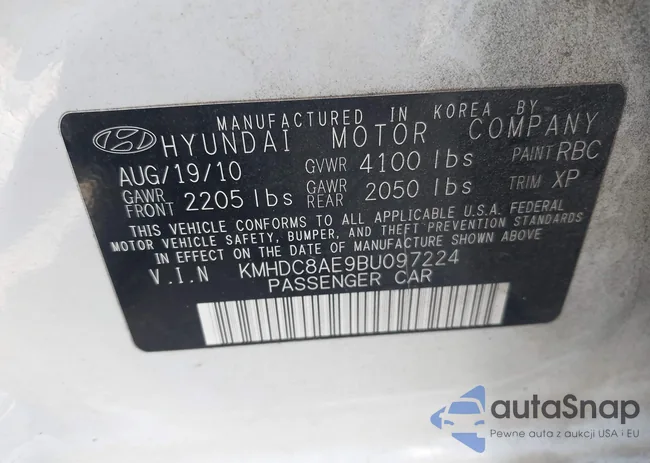 MANUFACTURED IN KOREA BY
HYUNDAI MOTOR COMPANY
AUG/19/10 GVWR 4100 lbs PAINT RBC
GAWR FRONT 2205 lbs GAWR REAR 2050 lbs TRIM XP
THIS VEHICLE CONFORMS TO ALL APPLICABLE U.S.A. FEDERAL
MOTOR VEHICLE SAFETY, BUMPER, AND THEFT PREVENTION STANDARDS
IN EFFECT ON THE DATE OF MANUFACTURE SHOWN ABOVE.
V.I.N KMHDC8AE9BU097224
PASSENGER CAR
autaSnap
Pewne auta z aukcji USA i EU